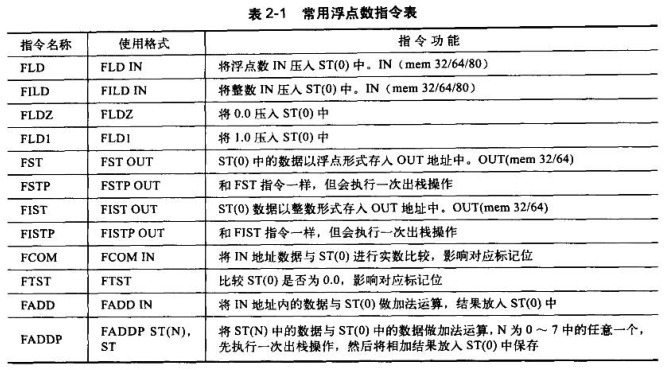 表 2-1 常用浮点数指令表
指令名称 使用格式 指令功能
FLD FLD IN 将浮点数 IN 压入 ST(0) 中。IN（mem 32/64/80）
FILD FILD IN 将整数 IN 压入 ST(0) 中。IN（mem 32/64/80）
FLDZ FLDZ 将 0.0 压入 ST(0) 中
FLD1 FLD1 将 1.0 压入 ST(0) 中
FST FST OUT ST(0) 中的数据以浮点形式存入 OUT 地址中。OUT(mem 32/64)
FSTP FSTP OUT 和 FST 指令一样，但会执行一次出栈操作
FIST FIST OUT ST(0) 数据以整数形式存入 OUT 地址中。OUT(mem 32/64)
FISTP FISTP OUT 和 FIST 指令一样，但会执行一次出栈操作
FCOM FCOM IN 将 IN 地址数据与 ST(0) 进行实数比较，影响对应标记位
FTST FTST 比较 ST(0) 是否为 0.0，影响对应标记位
FADD FADD IN 将 IN 地址内的数据与 ST(0) 做加法运算，结果放入 ST(0) 中
FADDP FADDP ST(N), ST 将 ST(N) 中的数据与 ST(0) 中的数据做加法运算，N 为 0～7 中的任意一个，
先执行一次出栈操作，然后将相加结果放入 ST(0) 中保存